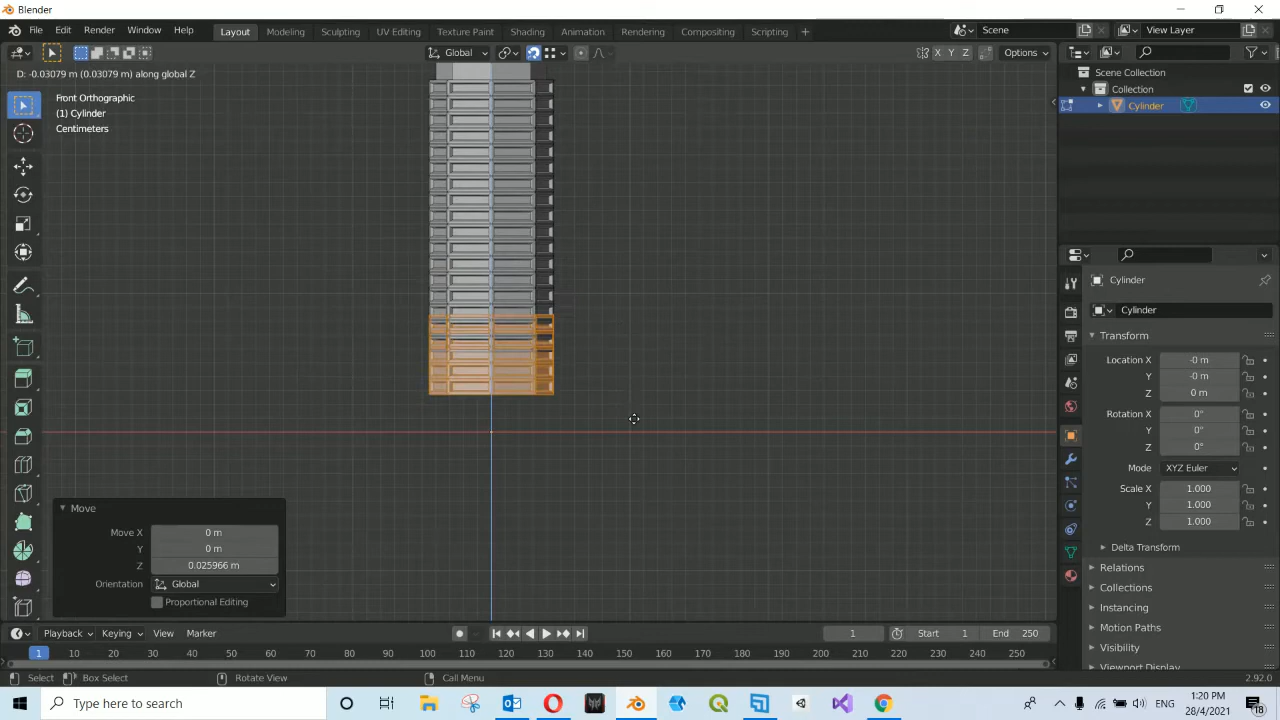 Blender
File Edit Render Window Help
Layout Modeling Sculpting UV Editing Texture Paint Shading Animation Rendering Compositing Scripting +
Scene
View Layer
Global
X Y Z
Options
D: -0.03079 m (0.03079 m) along global Z
Front Orthographic
(1) Cylinder
Centimeters
Scene Collection
Collection
Cylinder
Cylinder
Cylinder
Transform
Location X -0 m
Y -0 m
Z 0 m
Rotation X 0°
Y 0°
Z 0°
Mode XYZ Euler
Scale X 1.000
Y 1.000
Z 1.000
Delta Transform
Relations
Collections
Instancing
Motion Paths
Visibility
Viewport Display
Move
Move X 0 m
Y 0 m
Z 0.025966 m
Orientation Global
Proportional Editing
Playback Keying View Marker
1 Start 1 End 250
1 10 20 30 40 50 60 70 80 90 100 110 120 130 140 150 160 170 180 190 200 210 220 230 240 250
Select Box Select Rotate View Call Menu 2.92.0
Type here to search
ENG
1:20 PM
28/4/2021
18